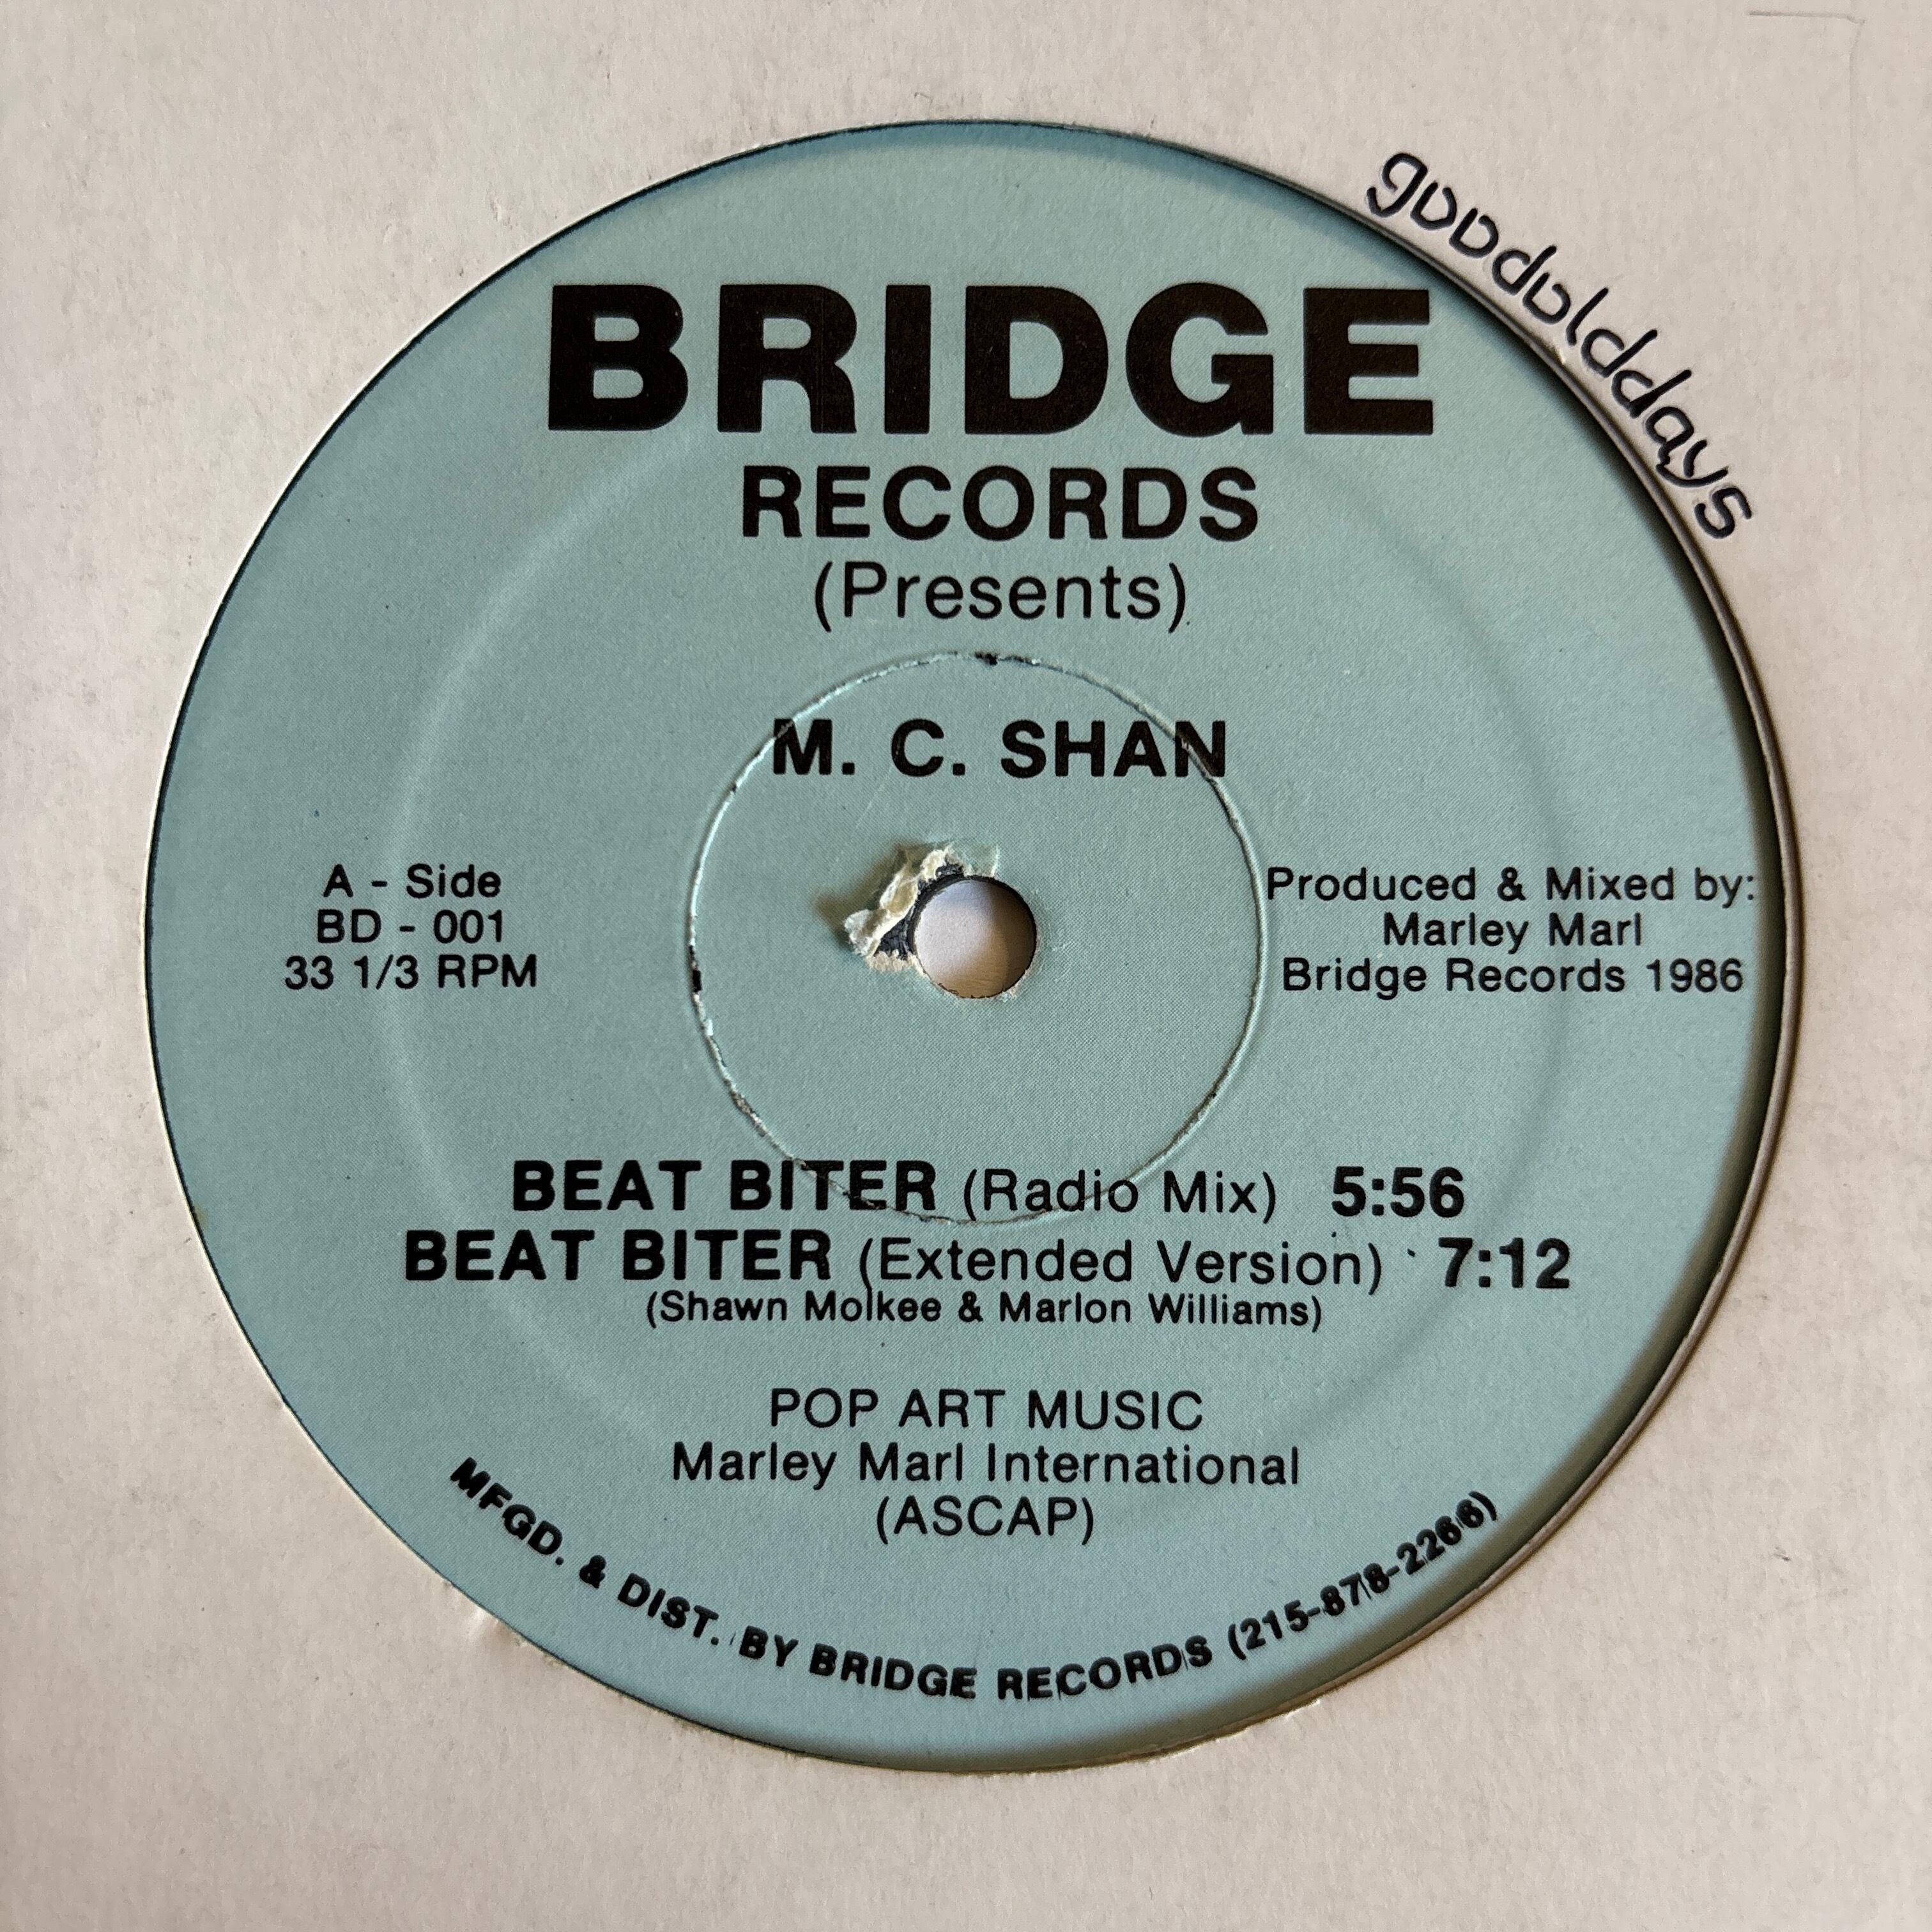 BRIDGE
RECORDS
(Presents)
M. C. SHAN
A - Side
BD - 001
33 1/3 RPM
Produced & Mixed by:
Marley Marl
Bridge Records 1986
BEAT BITER (Radio Mix) 5:56
BEAT BITER (Extended Version) 7:12
(Shawn Molkee & Marlon Williams)
POP ART MUSIC
Marley Marl International
(ASCAP)
MFGD. & DIST. BY BRIDGE RECORDS (215-878-2266)
goodolddays